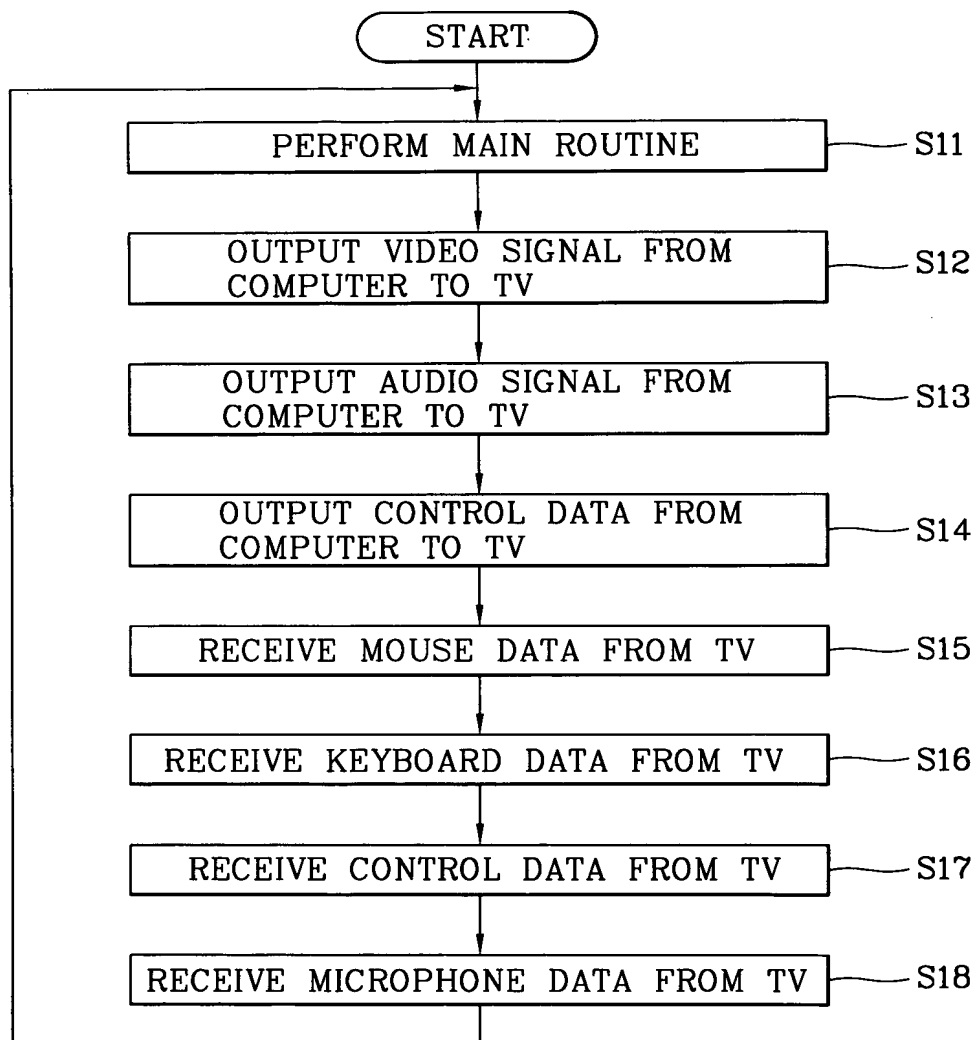 START
PERFORM MAIN ROUTINE S11
OUTPUT VIDEO SIGNAL FROM
COMPUTER TO TV S12
OUTPUT AUDIO SIGNAL FROM
COMPUTER TO TV S13
OUTPUT CONTROL DATA FROM
COMPUTER TO TV S14
RECEIVE MOUSE DATA FROM TV S15
RECEIVE KEYBOARD DATA FROM TV S16
RECEIVE CONTROL DATA FROM TV S17
RECEIVE MICROPHONE DATA FROM TV S18